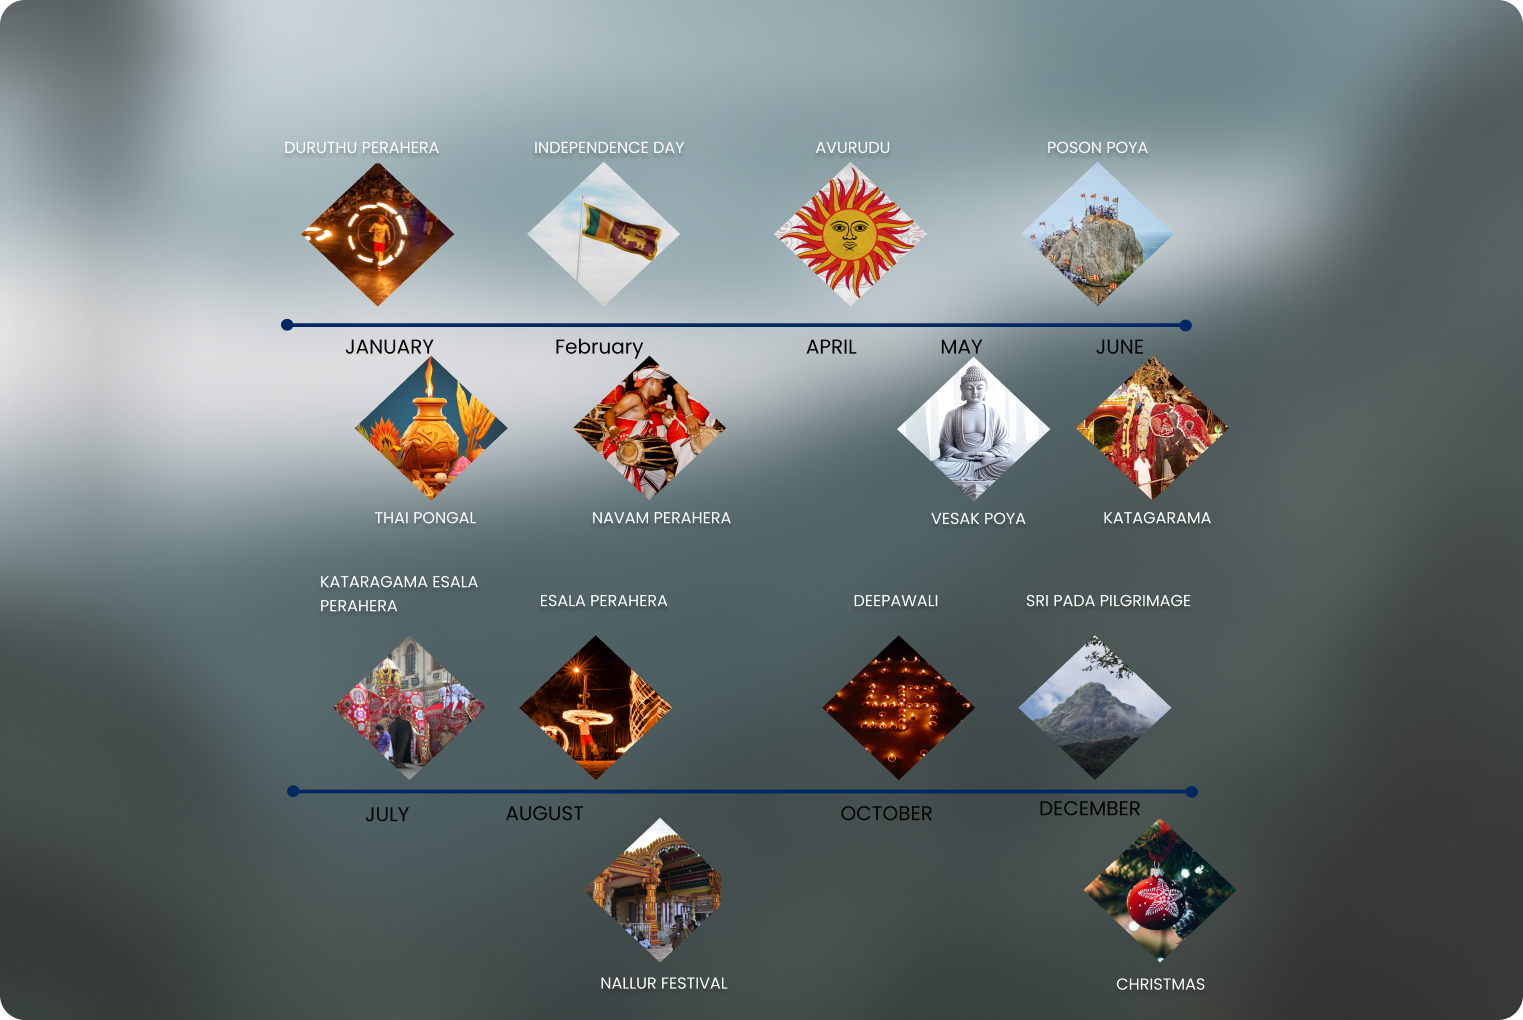 DURUTHU PERAHERA
INDEPENDENCE DAY
AVURUDU
POSON POYA
JANUARY
February
APRIL
MAY
JUNE
THAI PONGAL
NAVAM PERAHERA
VESAK POYA
KATAGARAMA
KATARAGAMA ESALA
PERAHERA
ESALA PERAHERA
DEEPAWALI
SRI PADA PILGRIMAGE
JULY
AUGUST
OCTOBER
DECEMBER
NALLUR FESTIVAL
CHRISTMAS